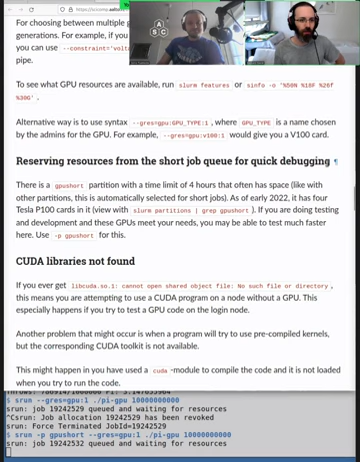 For choosing between multiple g
generations. For example, if yo
you can use --constraint='volt
pipe.
To see what GPU resources are available, run slurm features or sinfo -o
.
Alternative way is to use syntax --gres=gpu:GPU_TYPE:1 , where GPU_TYPE is a name chosen
by the admins for the GPU. For example, --gres=gpu:v100:1 would give you a V100 card.
Reserving resources from the short job queue for quick debugging ¶
There is a gpushort partition with a time limit of 4 hours that often has space (like with
other partitions, this is automatically selected for short jobs). As of early 2022, it has four
Tesla P100 cards in it (view with slurm partitions | grep gpushort ). If you are doing testing
and development and these GPUs meet your needs, you may be able to test much faster
here. Use -p gpushort for this.
CUDA libraries not found
If you ever get libcuda.so.1: cannot open shared object file: No such file or directory ,
this means you are attempting to use a CUDA program on a node without a GPU. This
especially happens if you try to test a GPU code on the login node.
Another problem that might occur is when a program will try to use pre-compiled kernels,
but the corresponding CUDA toolkit is not available.
This might happen in you have used a cuda -module to compile the code and it is not loaded
when you try to run the code.
$ srun --gres=gpu:1 ./pi-gpu 10000000000
srun: job 19242529 queued and waiting for resources
^Csrun: Job allocation 19242529 has been revoked
srun: Force Terminated JobId=19242529
$ srun -p gpushort --gres=gpu:1 ./pi-gpu 10000000000
srun: job 19242532 queued and waiting for resources